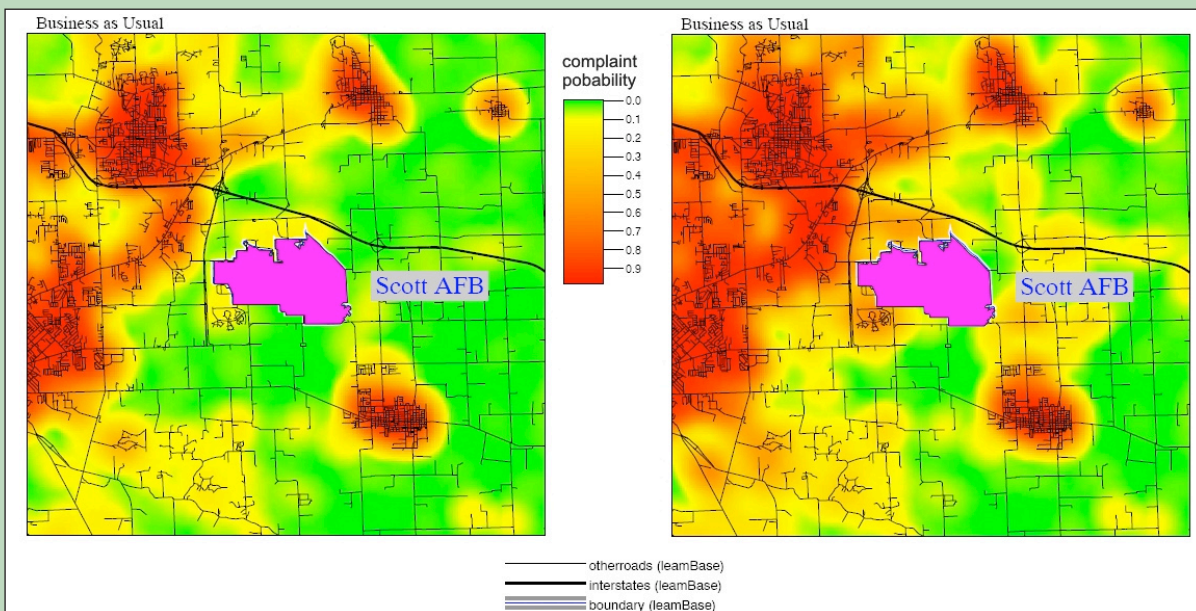 Business as Usual
Business as Usual
complaint
pobability
0.0
0.1
0.2
0.3
0.4
0.5
0.6
0.7
0.8
0.9
Scott AFB
Scott AFB
otherroads (leamBase)
interstates (leamBase)
boundary (leamBase)